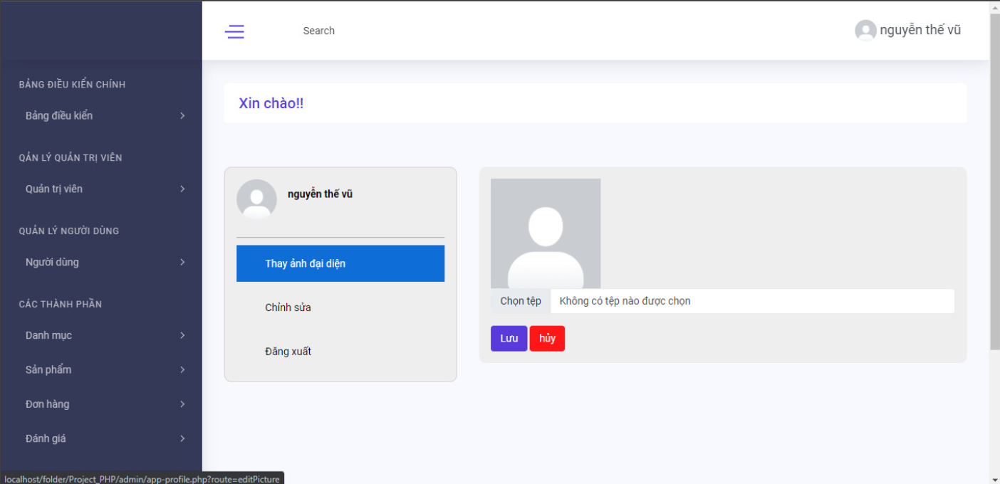 Search
nguyễn thế vũ
BẢNG ĐIỀU KIỂN CHÍNH
Bảng điều kiển
QẢN LÝ QUẢN TRỊ VIÊN
Quản trị viên
QUẢN LÝ NGƯỜI DÙNG
Người dùng
CÁC THÀNH PHẦN
Danh mục
Sản phẩm
Đơn hàng
Đánh giá
Xin chào!!
nguyễn thế vũ
Thay ảnh đại diện
Chỉnh sửa
Đăng xuất
Chọn tệp Không có tệp nào được chọn
Lưu hủy
localhost/folder/Project_PHP/admin/app-profile.php?route=editPicture